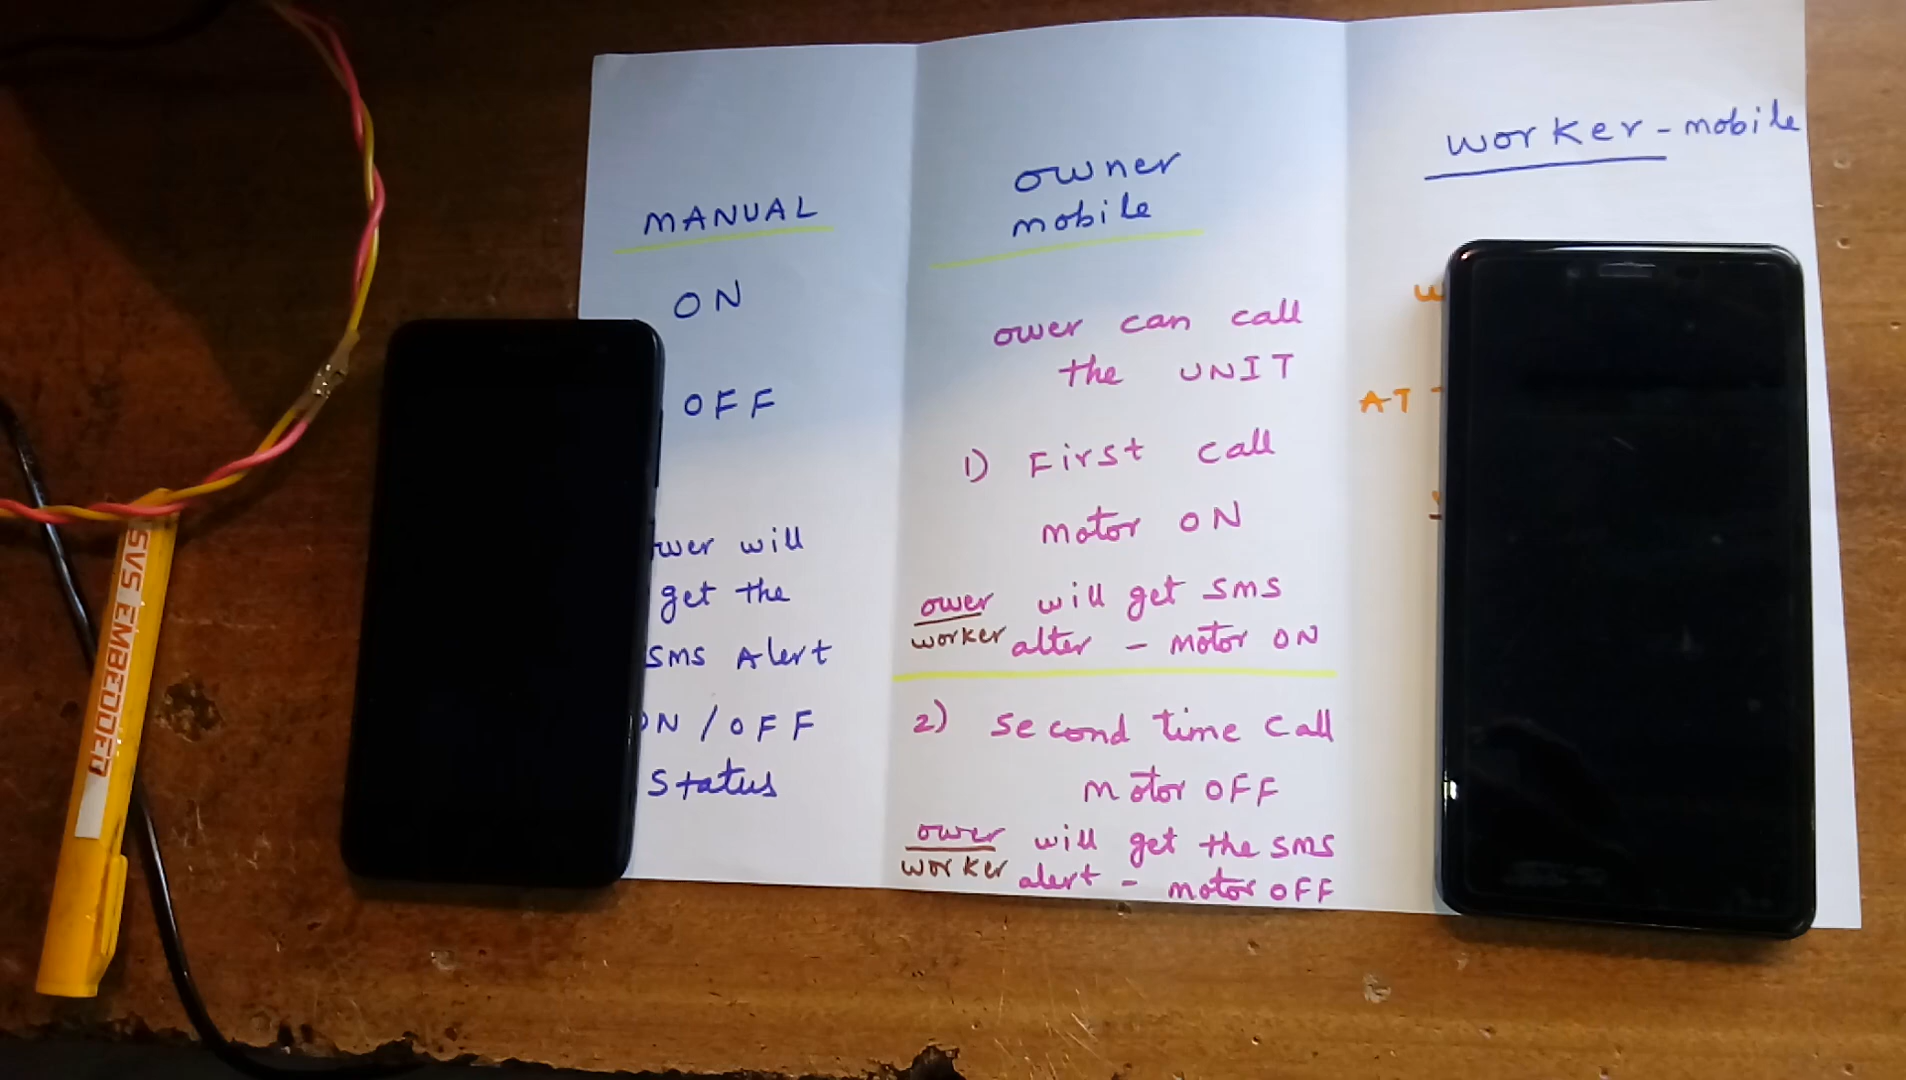 MANUAL
ON
OFF
wer will
get the
SMS Alert
ON / OFF
Status
owner
mobile
ower can call
the UNIT
1) First call
motor ON
ower will get sms
worker alter - motor ON
2) Second time call
motor OFF
ower will get the sms
worker alert - motor OFF
worker - mobile
W
AT
SVS EMBEDDED